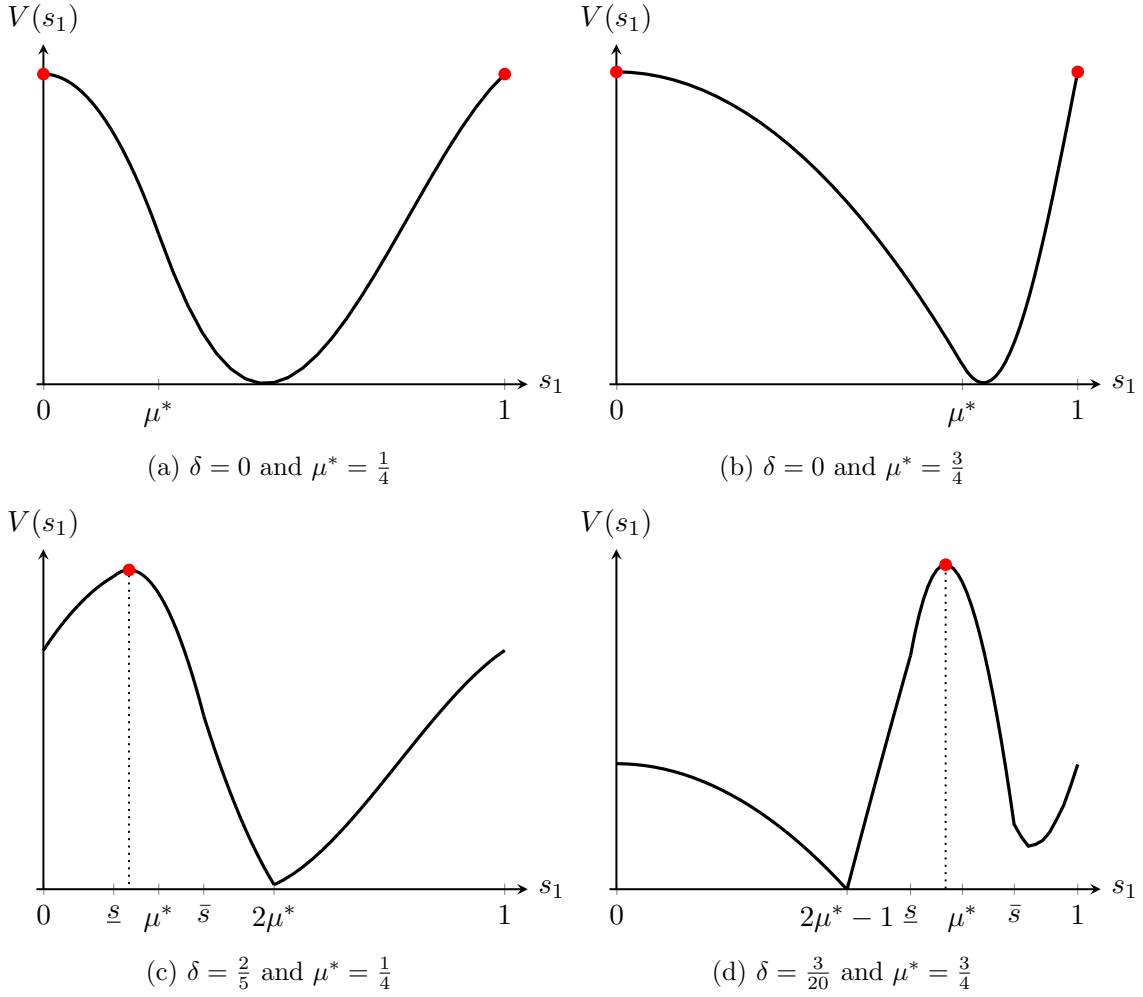 V(s₁) V(s₁)
s₁ s₁
0 μ* 1 0 μ* 1
(a) δ = 0 and μ* = 1/4 (b) δ = 0 and μ* = 3/4
V(s₁) V(s₁)
s₁ s₁
0 s̲ μ* s̄ 2μ* 1 0 2μ* − 1 s̲ μ* s̄ 1
(c) δ = 2/5 and μ* = 1/4 (d) δ = 3/20 and μ* = 3/4